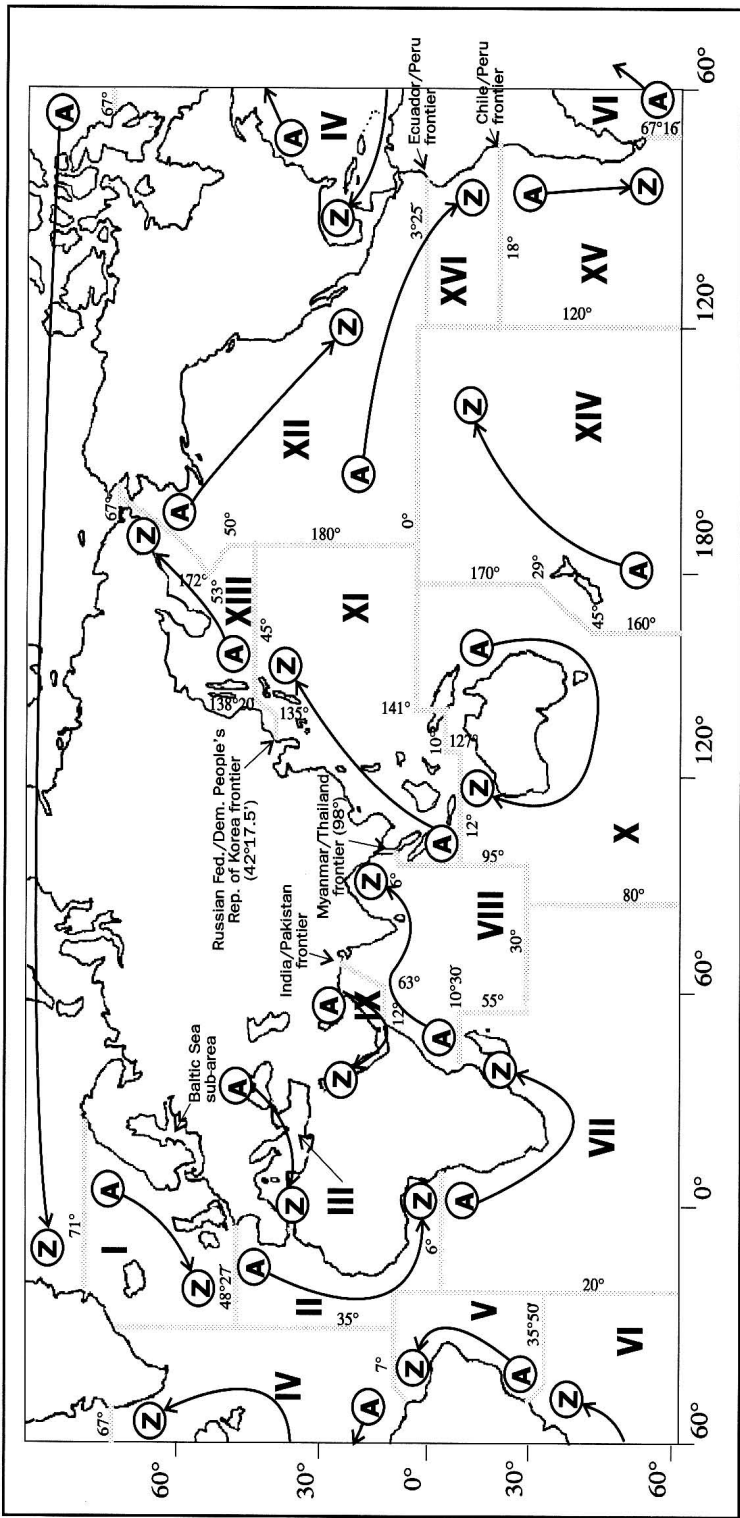 Z
A
67°
71°
67°
67°
A
Z
I
Baltic Sea
sub-area
Z
Z
A
172°
53°
50°
60°
48°27′
A
A
XIII
45°
138°20′
135°
Russian Fed./Dem. People's
Rep. of Korea frontier
(42°17.5′)
Z
XII
180°
A
IV
IV
II
35°
A
Z
III
India/Pakistan
frontier
A
Z
Z
30°
Z
IX
Myanmar/Thailand
frontier (98°)
XI
A
A
7°
12°
63°
Z
6°
141°
0°
Ecuador/Peru
frontier
3°25′
0°
Z
V
6°
Z
A
10°30′
A
A
10°
127°
12°
XVI
Z
Chile/Peru
frontier
18°
A
35°50′
VII
Z
55°
VIII
95°
Z
A
170°
Z
30°
30°
29°
A
Z
VI
20°
80°
X
45°
160°
XIV
120°
XV
VI
A
67°16′
A
Z
60°
60°
0°
60°
120°
180°
120°
60°